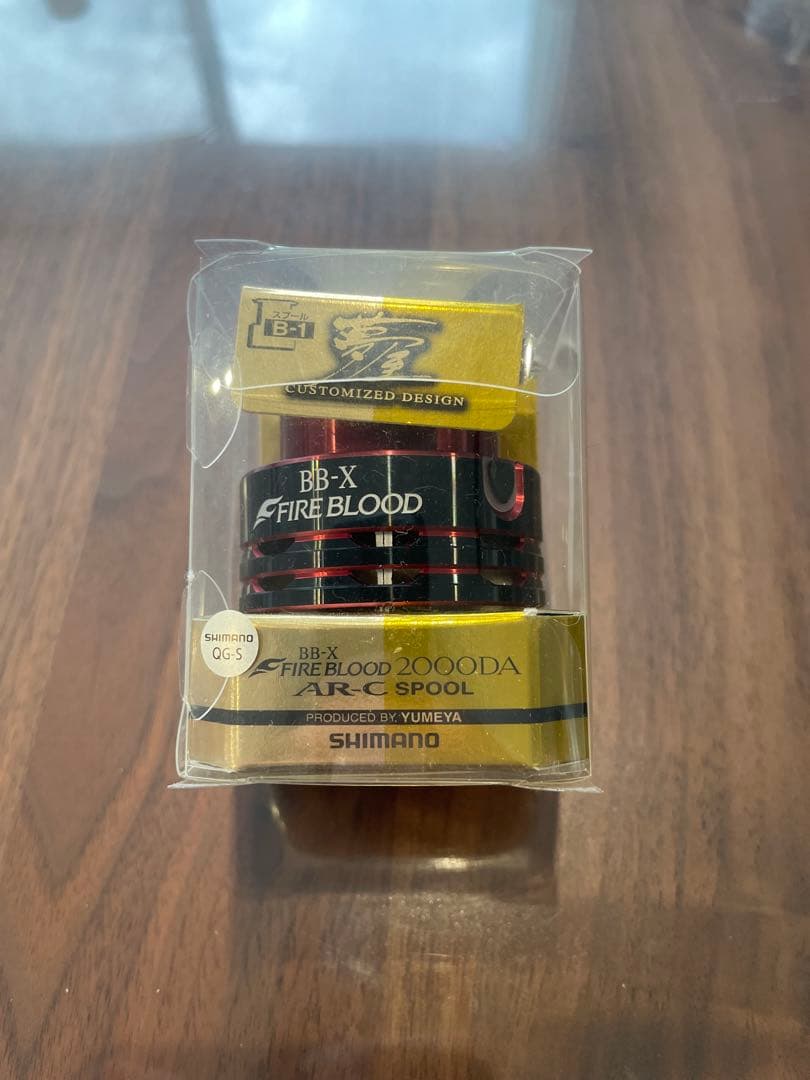 スプール
B-1
夢屋
CUSTOMIZED DESIGN
BB-X
FIRE BLOOD
SHIMANO
QG-S
BB-X
FIRE BLOOD 2000DA
AR-C SPOOL
PRODUCED BY YUMEYA
SHIMANO